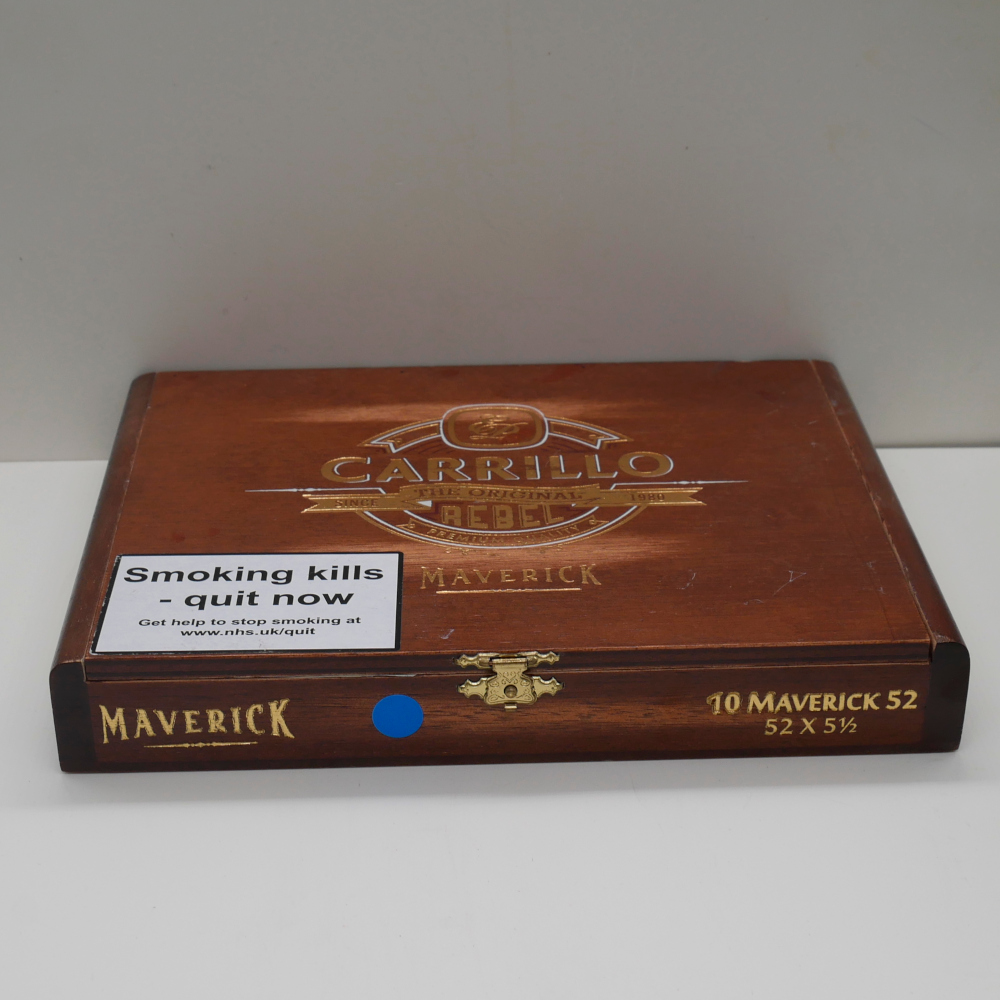 CARRILLO
SINCE THE ORIGINAL 1989
REBEL
MAVERICK
Smoking kills
- quit now
Get help to stop smoking at
www.nhs.uk/quit
MAVERICK
10 MAVERICK 52
52 X 5½